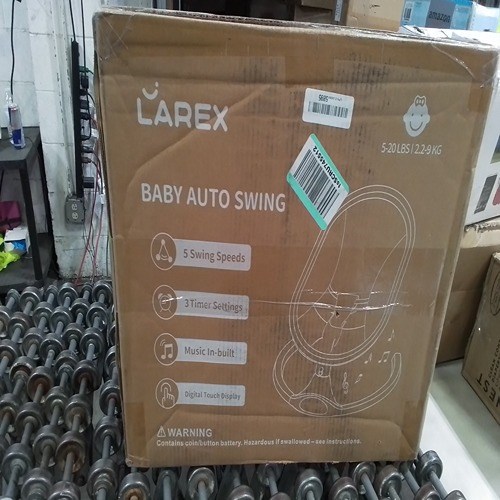 LAREX
5-20 LBS / 2.2-9 KG
BABY AUTO SWING
5 Swing Speeds
3 Timer Settings
Music In-built
Digital Touch Display
WARNING
Contains coin/button battery. Hazardous if swallowed - see instructions.
amazon